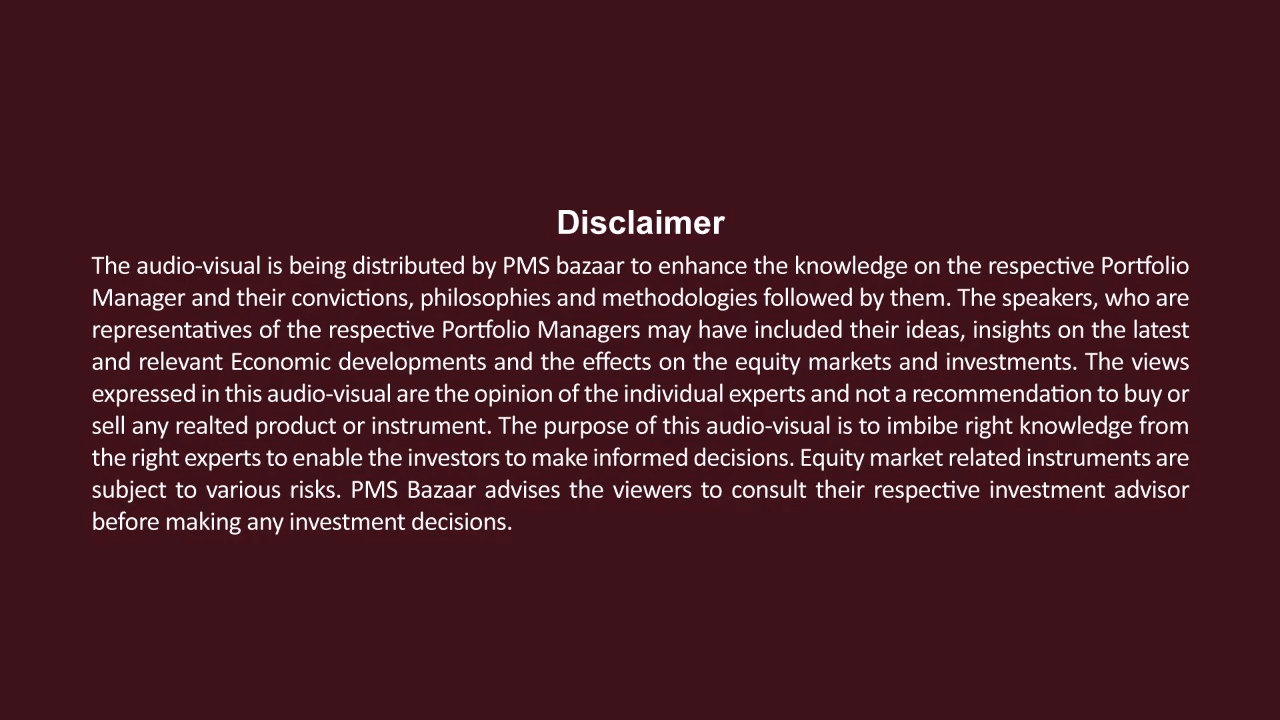 Disclaimer
The audio-visual is being distributed by PMS bazaar to enhance the knowledge on the respective Portfolio
Manager and their convictions, philosophies and methodologies followed by them. The speakers, who are
representatives of the respective Portfolio Managers may have included their ideas, insights on the latest
and relevant Economic developments and the effects on the equity markets and investments. The views
expressed in this audio-visual are the opinion of the individual experts and not a recommendation to buy or
sell any realted product or instrument. The purpose of this audio-visual is to imbibe right knowledge from
the right experts to enable the investors to make informed decisions. Equity market related instruments are
subject to various risks. PMS Bazaar advises the viewers to consult their respective investment advisor
before making any investment decisions.